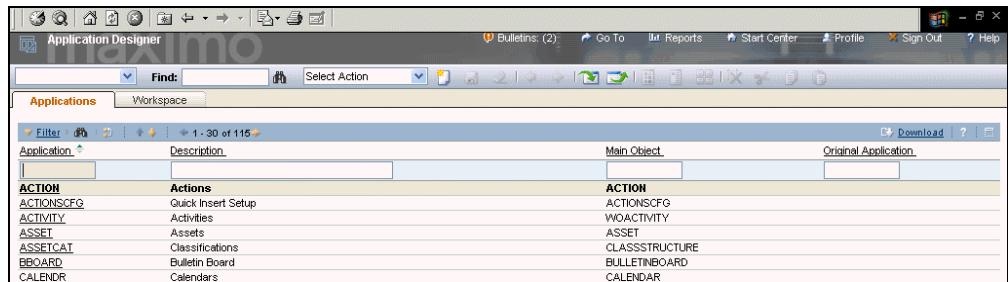 Application Designer
maximo
Bulletins: (2) Go To Reports Start Center Profile Sign Out ? Help
Find: Select Action
Applications Workspace
Filter 1 - 30 of 115 Download ?
Application Description Main Object Original Application
ACTION Actions ACTION
ACTIONSCFG Quick Insert Setup ACTIONSCFG
ACTIVITY Activities WOACTIVITY
ASSET Assets ASSET
ASSETCAT Classifications CLASSSTRUCTURE
BBOARD Bulletin Board BULLETINBOARD
CALENDR Calendars CALENDAR